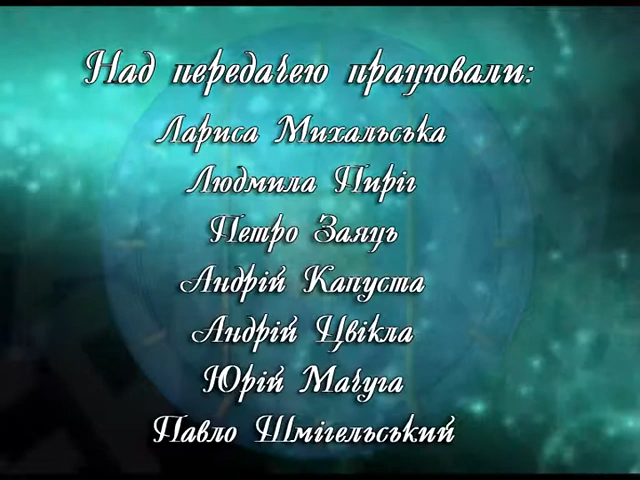 Над передачею працювали:
Лариса Михальська
Людмила Пиріг
Петро Заяць
Андрій Капуста
Андрій Цвікла
Юрій Мачуга
Павло Шмігельський